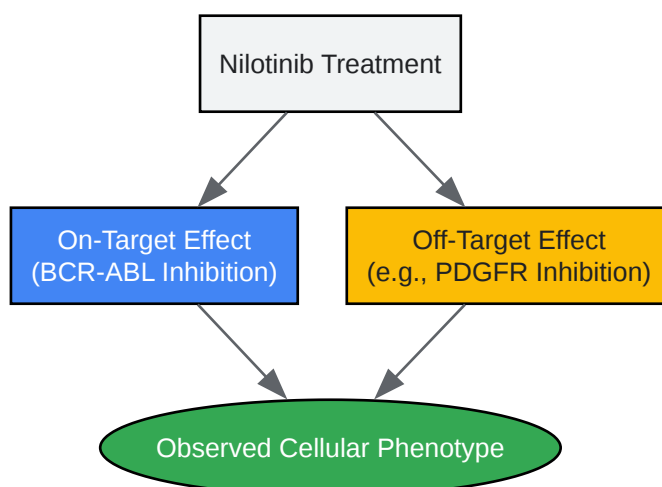 Nilotinib Treatment
On-Target Effect
(BCR-ABL Inhibition)
Off-Target Effect
(e.g., PDGFR Inhibition)
Observed Cellular Phenotype